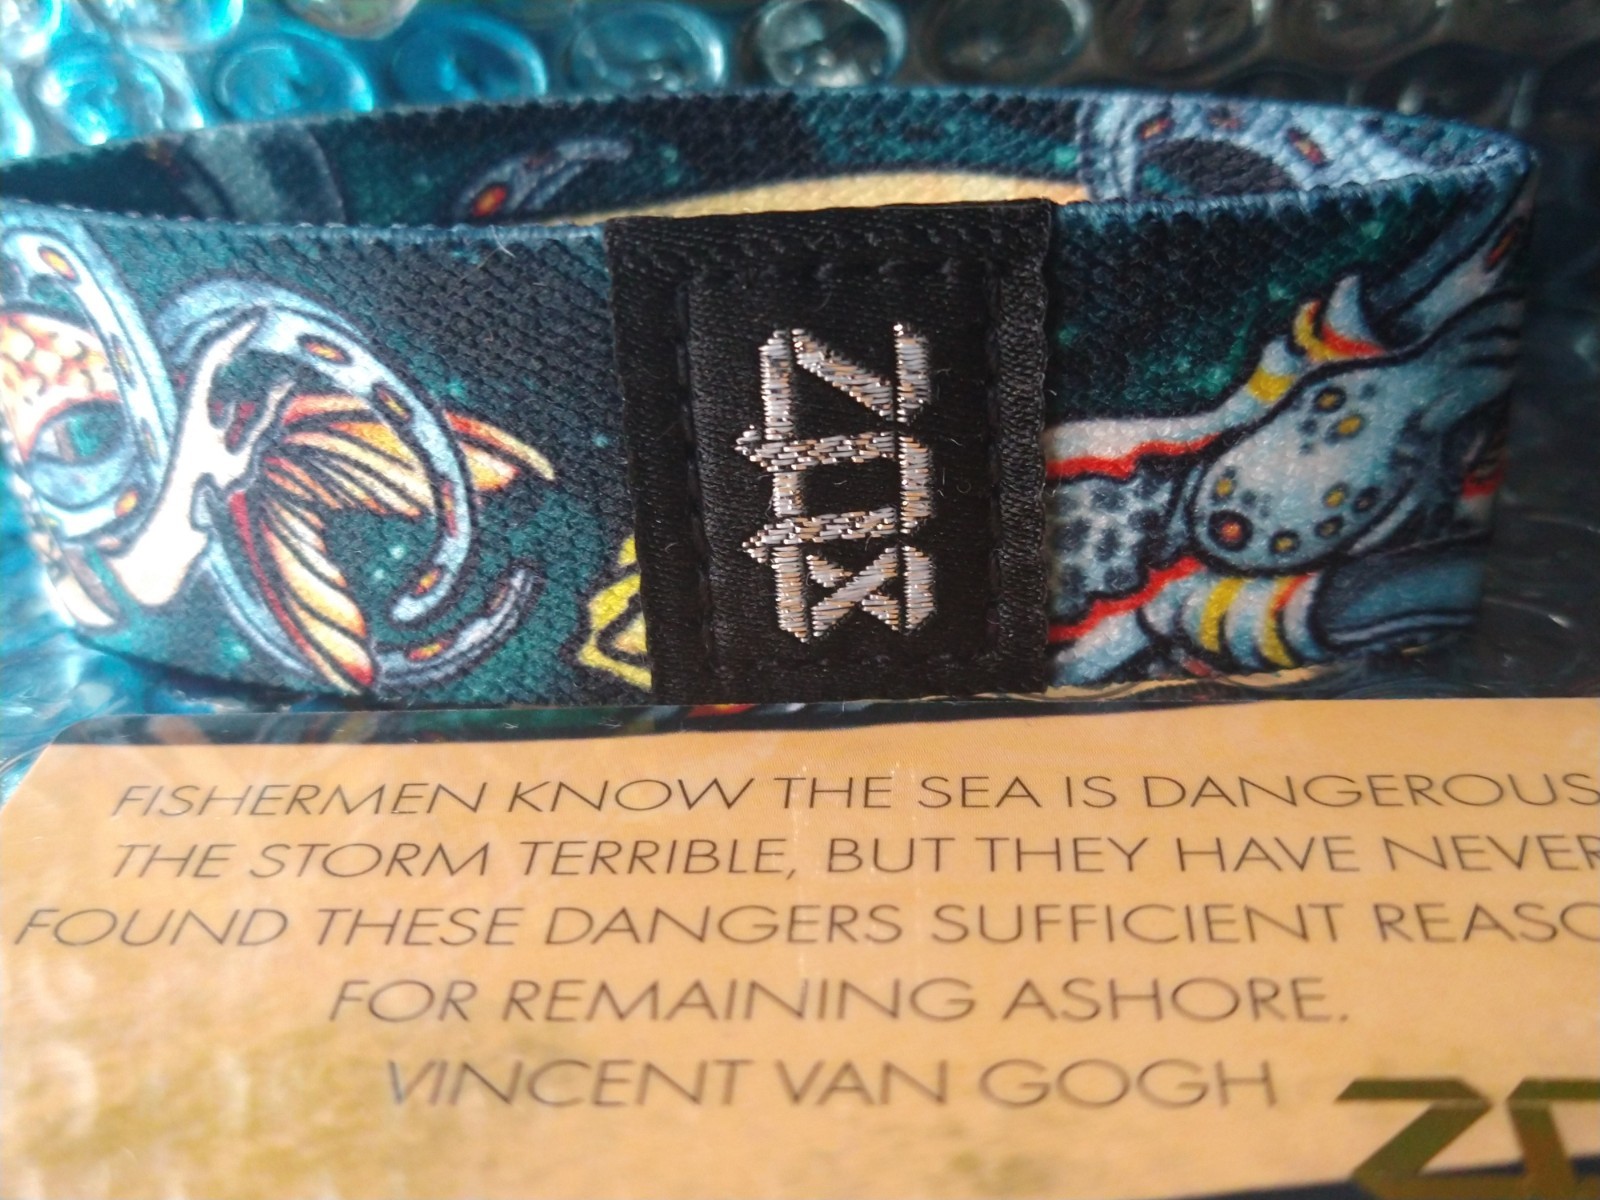 ZOX
FISHERMEN KNOW THE SEA IS DANGEROUS
THE STORM TERRIBLE, BUT THEY HAVE NEVER
FOUND THESE DANGERS SUFFICIENT REASO
FOR REMAINING ASHORE.
VINCENT VAN GOGH